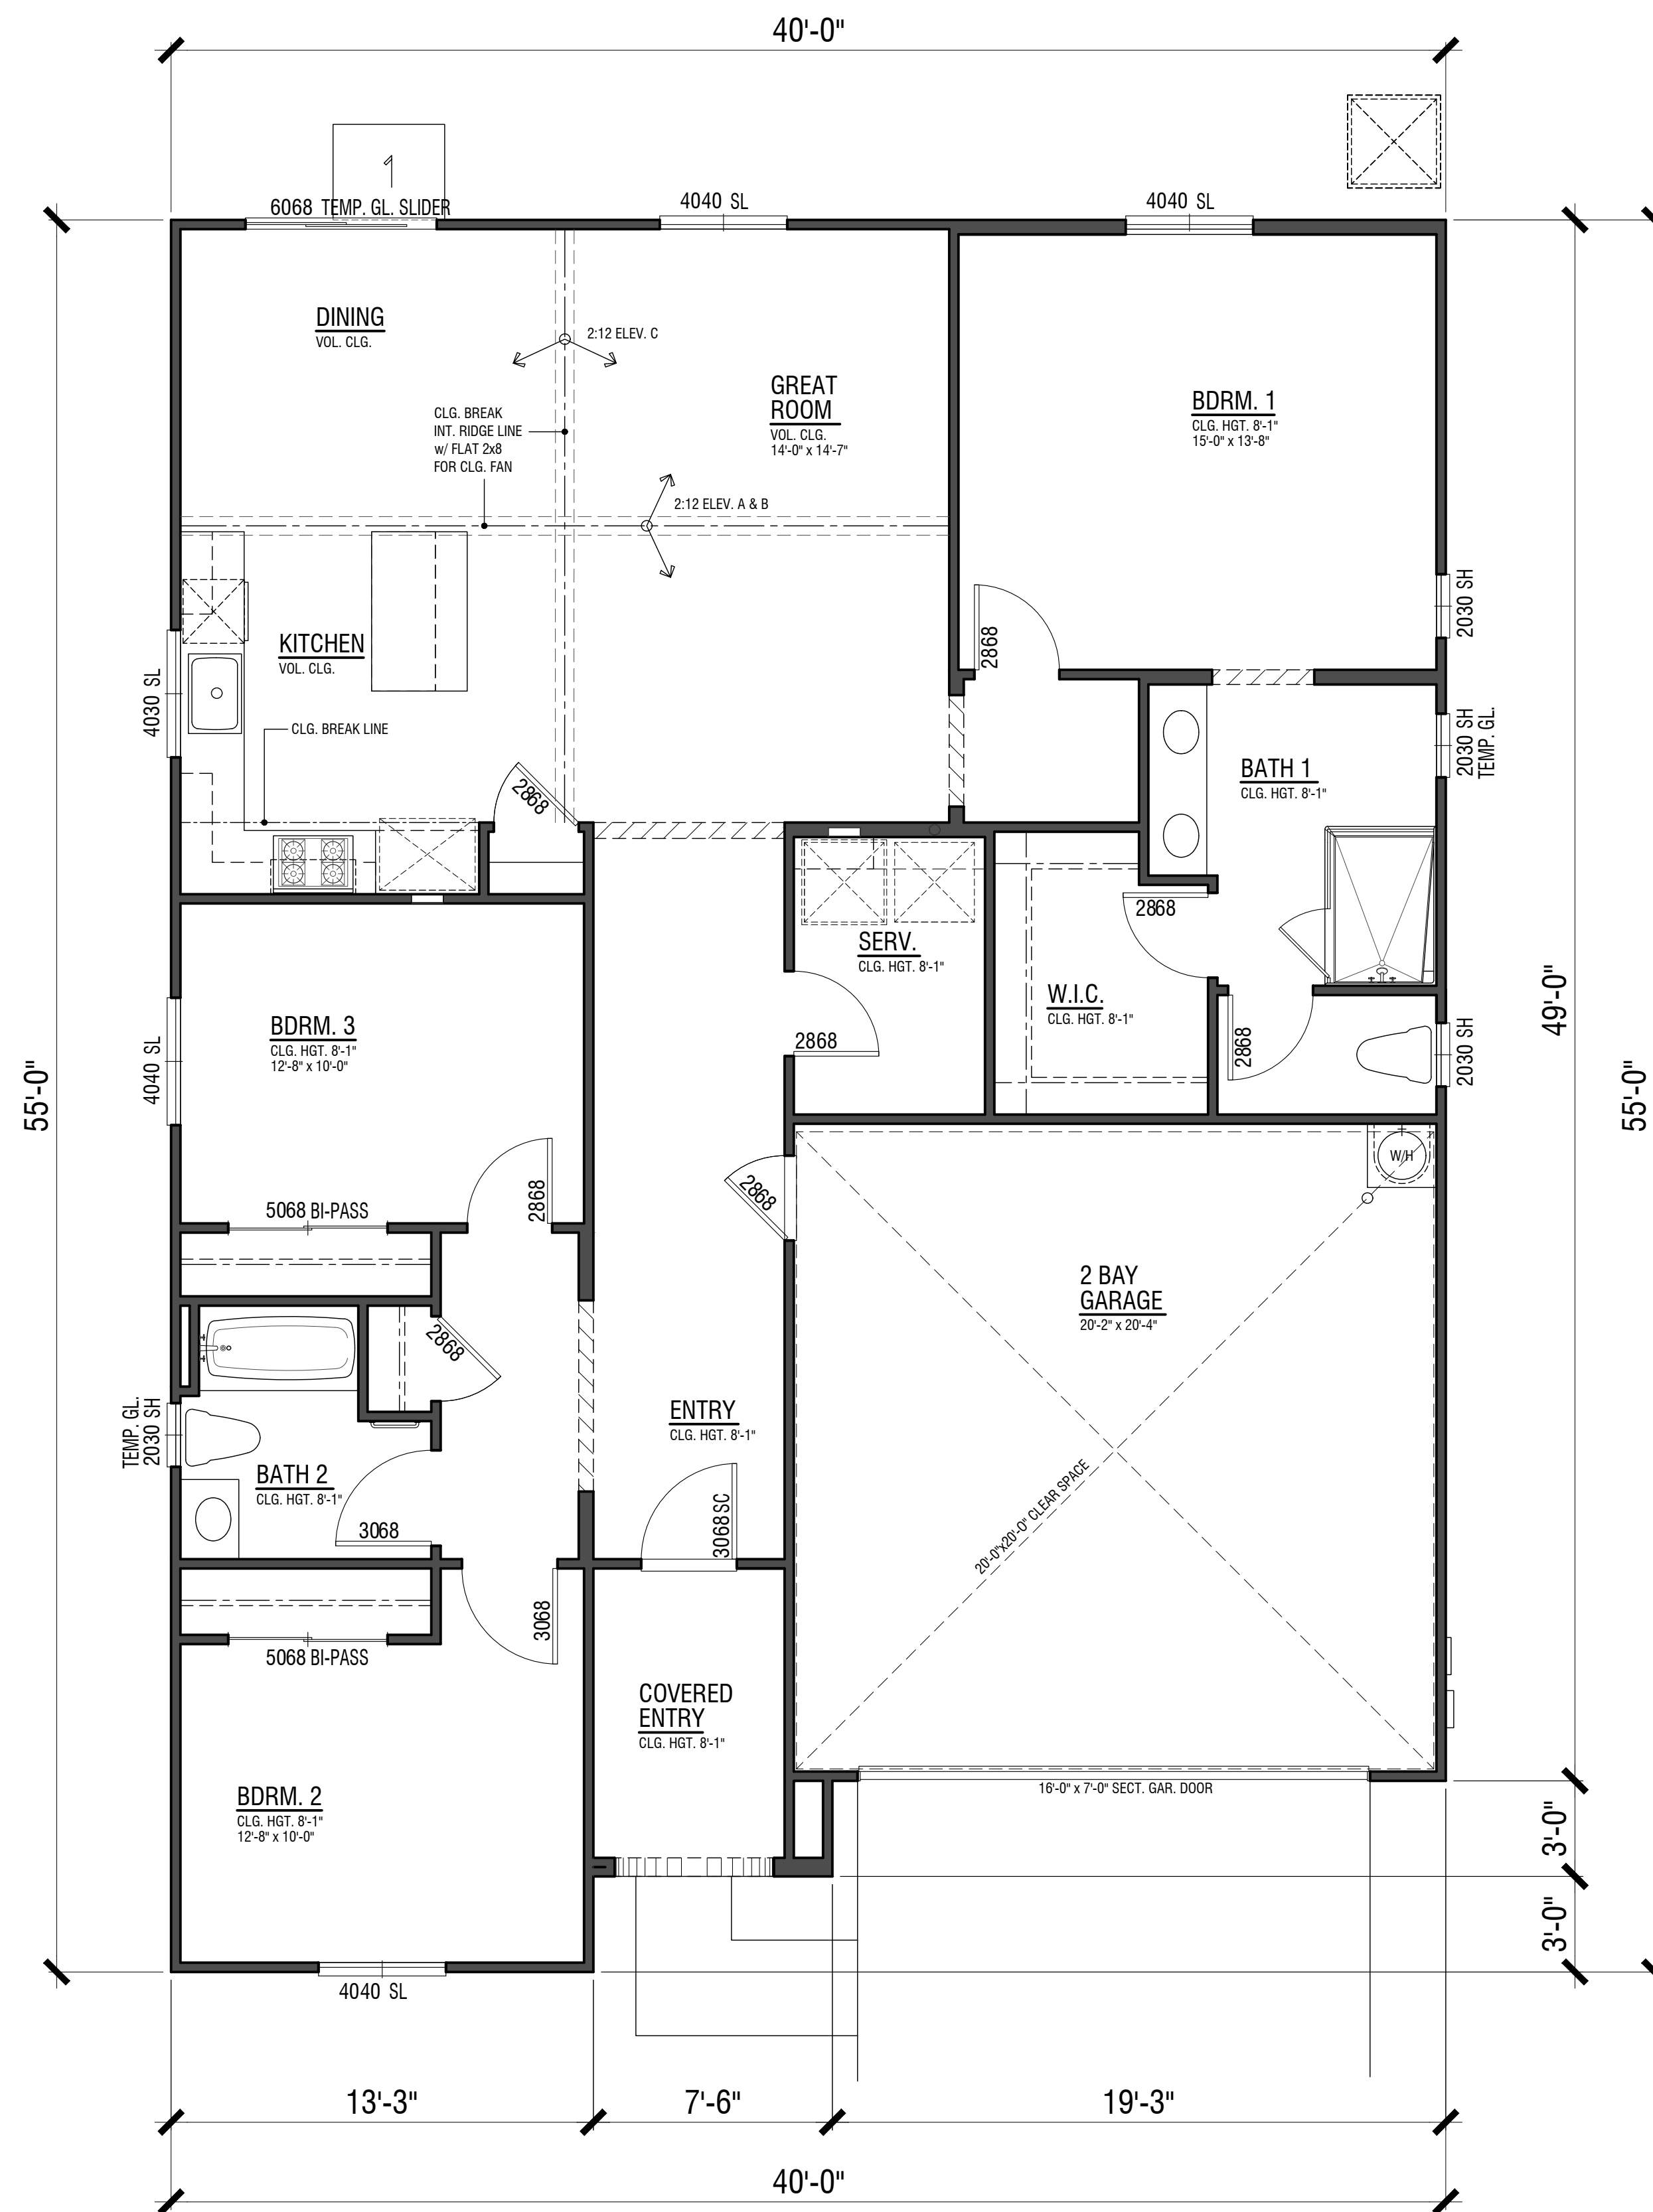 40'-0"
1
6068 TEMP. GL. SLIDER
4040 SL
4040 SL
DINING
VOL. CLG.
2:12 ELEV. C
GREAT
ROOM
VOL. CLG.
14'-0" x 14'-7"
BDRM. 1
CLG. HGT. 8'-1"
15'-0" x 13'-8"
CLG. BREAK
INT. RIDGE LINE
w/ FLAT 2x8
FOR CLG. FAN
2:12 ELEV. A & B
2030 SH
KITCHEN
VOL. CLG.
2868
4030 SL
CLG. BREAK LINE
2030 SH
TEMP. GL.
BATH 1
CLG. HGT. 8'-1"
2868
2868
SERV.
CLG. HGT. 8'-1"
W.I.C.
CLG. HGT. 8'-1"
49'-0"
BDRM. 3
CLG. HGT. 8'-1"
12'-8" x 10'-0"
4040 SL
2868
2868
2030 SH
55'-0"
55'-0"
W/H
2868
2868
5068 BI-PASS
2 BAY
GARAGE
20'-2" x 20'-4"
2868
TEMP. GL.
2030 SH
ENTRY
CLG. HGT. 8'-1"
BATH 2
CLG. HGT. 8'-1"
3068
3068 SC
20'-0"x20'-0" CLEAR SPACE
3068
5068 BI-PASS
COVERED
ENTRY
CLG. HGT. 8'-1"
16'-0" x 7'-0" SECT. GAR. DOOR
BDRM. 2
CLG. HGT. 8'-1"
12'-8" x 10'-0"
3'-0"
3'-0"
4040 SL
13'-3"
7'-6"
19'-3"
40'-0"